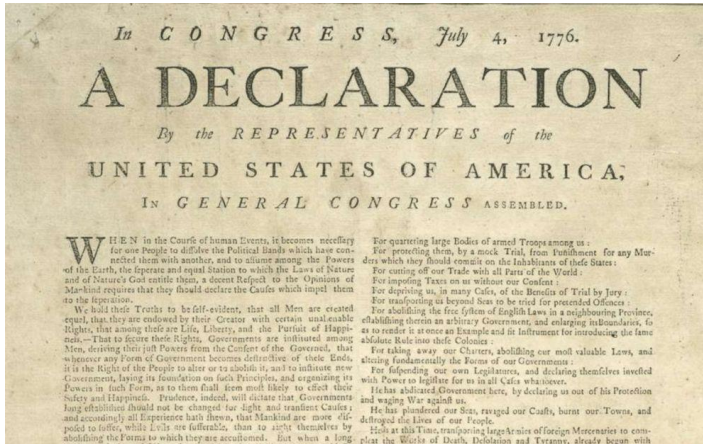 In CONGRESS, July 4, 1776.
A DECLARATION
By the REPRESENTATIVES of the
UNITED STATES OF AMERICA,
IN GENERAL CONGRESS ASSEMBLED.
WHEN in the Course of human Events, it becomes necessary
for one People to dissolve the Political Bands which have con-
nected them with another, and to assume among the Powers
of the Earth, the seperate and equal Station to which the Laws of Nature
and of Nature's God entitle them, a decent Respect to the Opinions of
Mankind requires that they should declare the Causes which impel them
to the seperation.
We hold these Truths to be self-evident, that all Men are created
equal, that they are endowed by their Creator with certain unalienable
Rights, that among these are Life, Liberty, and the Pursuit of Happi-
ness.—That to secure these Rights, Governments are instituted among
Men, deriving their just Powers from the Consent of the Governed, that
whenever any Form of Government becomes destructive of these Ends,
it is the Right of the People to alter or to abolish it, and to institute new
Government, laying its foundation on such Principles, and organizing its
Powers in such Form, as to them shall seem most likely to effect their
Safety and Happiness. Prudence, indeed, will dictate that Governments
long established should not be changed for light and transient Causes;
and accordingly all Experience hath shewn, that Mankind are more dis-
posed to suffer, while Evils are sufferable, than to right themselves by
abolishing the Forms to which they are accustomed. But when a long
For quartering large Bodies of armed Troops among us:
For protecting them, by a mock Trial, from Punishment for any Mur-
ders which they should commit on the Inhabitants of these States:
For cutting off our Trade with all Parts of the World:
For imposing Taxes on us without our Consent:
For depriving us, in many Cases, of the Benefits of Trial by Jury:
For transporting us beyond Seas to be tried for pretended Offences:
For abolishing the free System of English Laws in a neighbouring Province,
establishing therein an arbitrary Government, and enlarging its Boundaries, so
as to render it at once an Example and fit Instrument for introducing the same
absolute Rule into these Colonies:
For taking away our Charters, abolishing our most valuable Laws, and
altering fundamentally the Forms of our Governments:
For suspending our own Legislatures, and declaring themselves invested
with Power to legislate for us in all Cases whatsoever.
He has abdicated Government here, by declaring us out of his Protection
and waging War against us.
He has plundered our Seas, ravaged our Coasts, burnt our Towns, and
destroyed the Lives of our People.
He is at this Time, transporting large Armies of foreign Mercenaries to com-
pleat the Works of Death, Desolation and Tyranny, already begun with